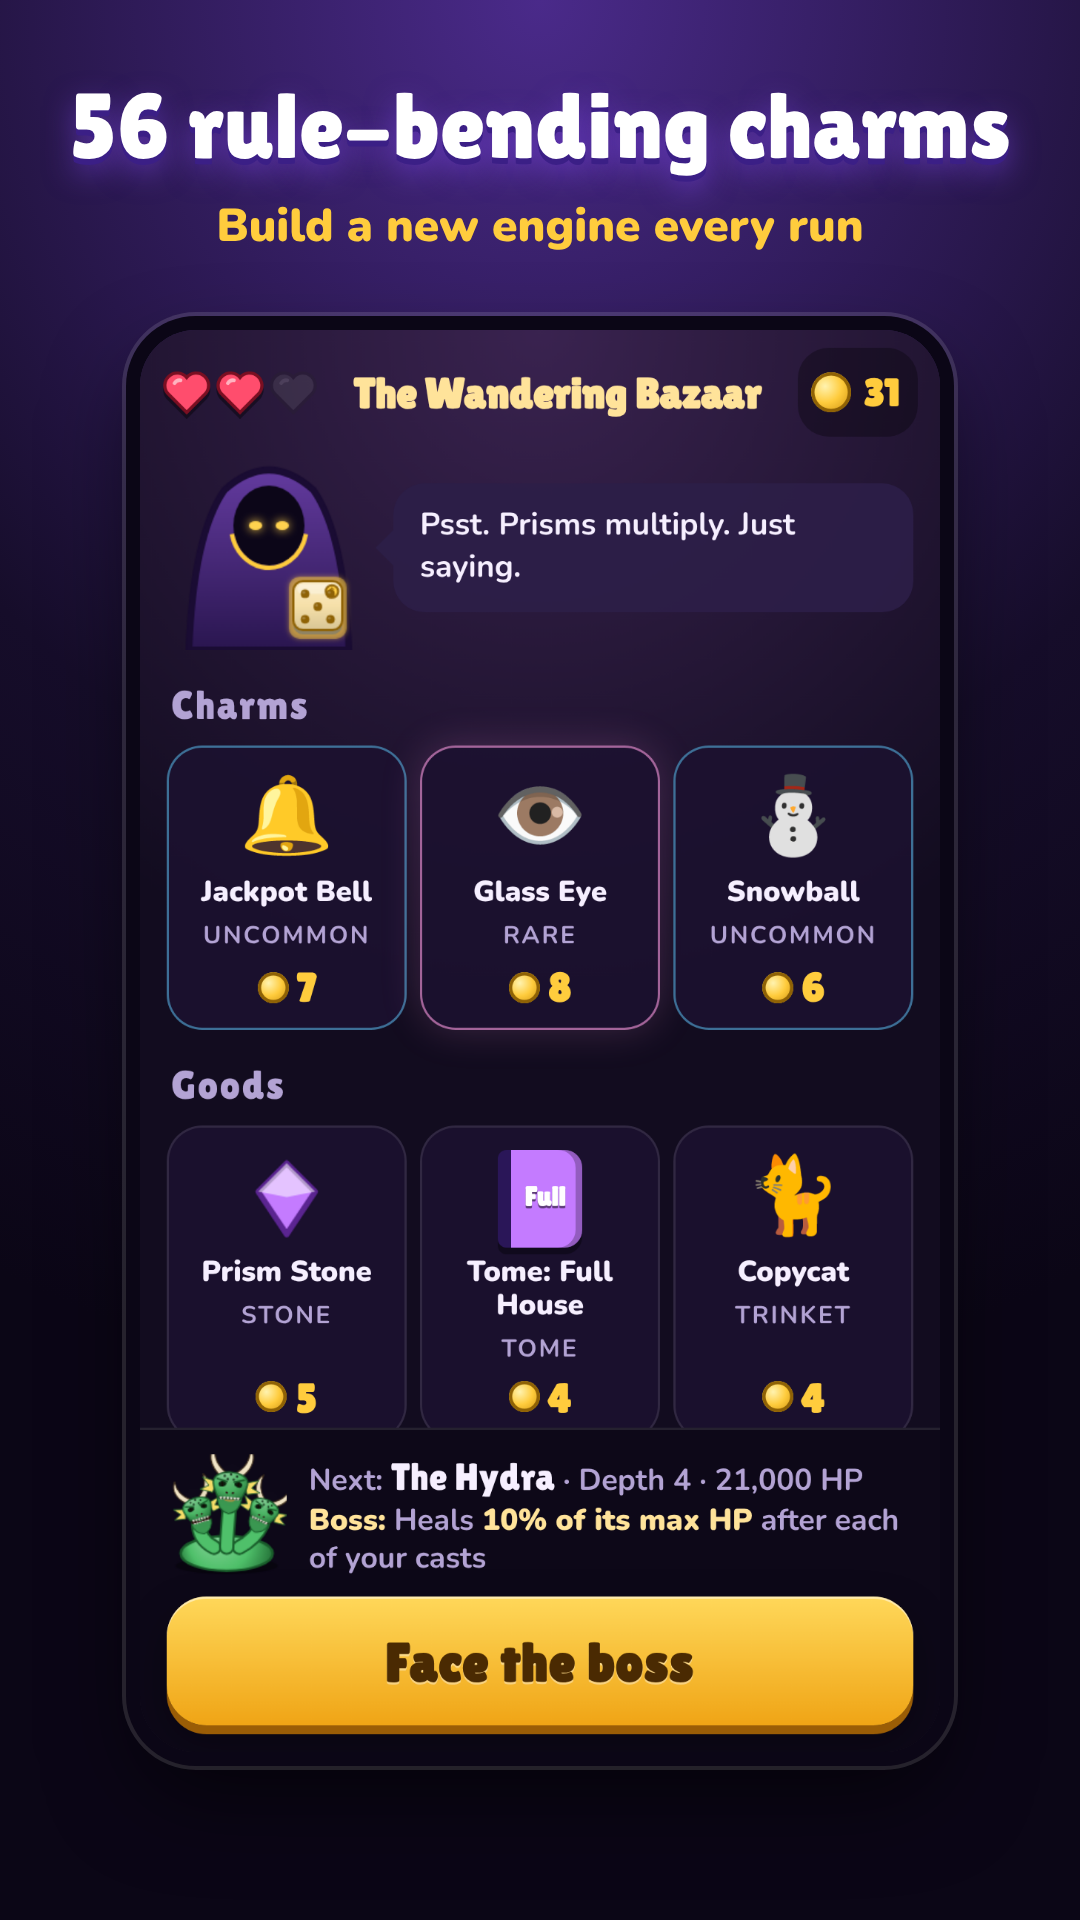 56 rule-bending charms
Build a new engine every run
The Wandering Bazaar
31
Psst. Prisms multiply. Just
saying.
Charms
Jackpot Bell
UNCOMMON
7
Glass Eye
RARE
8
Snowball
UNCOMMON
6
Goods
Prism Stone
STONE
5
Full
Tome: Full
House
TOME
4
Copycat
TRINKET
4
Next: The Hydra · Depth 4 · 21,000 HP
Boss: Heals 10% of its max HP after each
of your casts
Face the boss